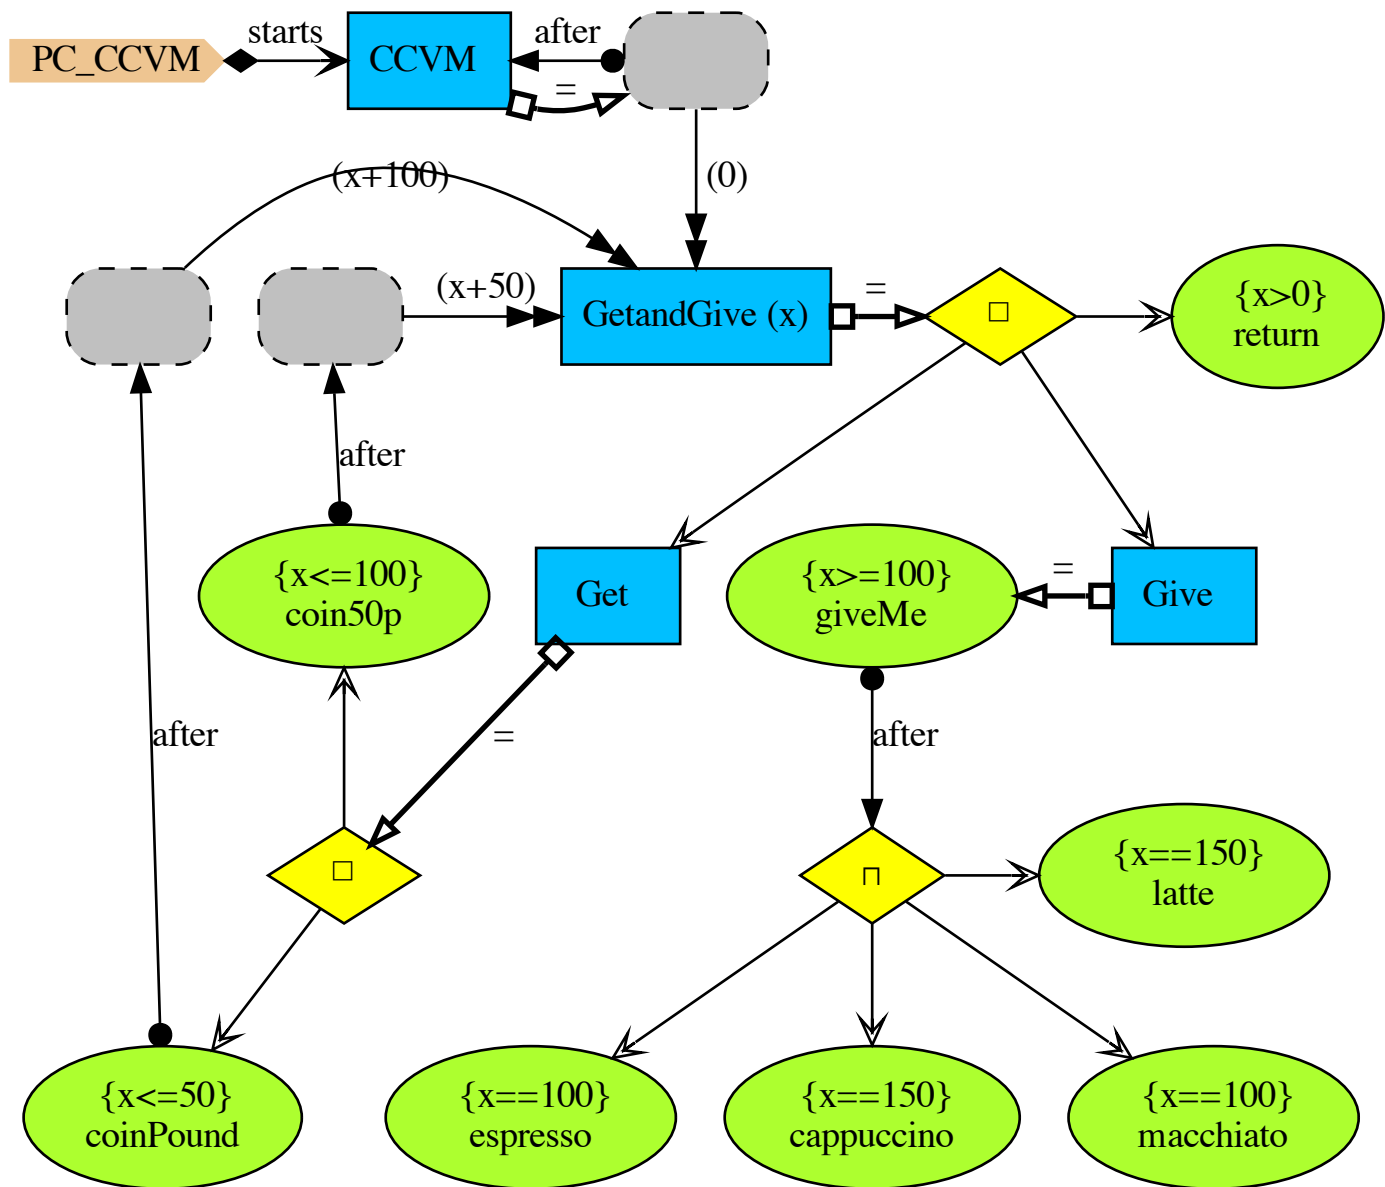 starts
after
PC_CCVM
CCVM
=
(x+100)
(0)
(x+50)
=
{x>0}
GetandGive (x)
□
return
after
{x<=100}
coin50p
Get
{x>=100}
giveMe
=
Give
after
=
after
□
⊓
{x==150}
latte
{x<=50}
coinPound
{x==100}
espresso
{x==150}
cappuccino
{x==100}
macchiato